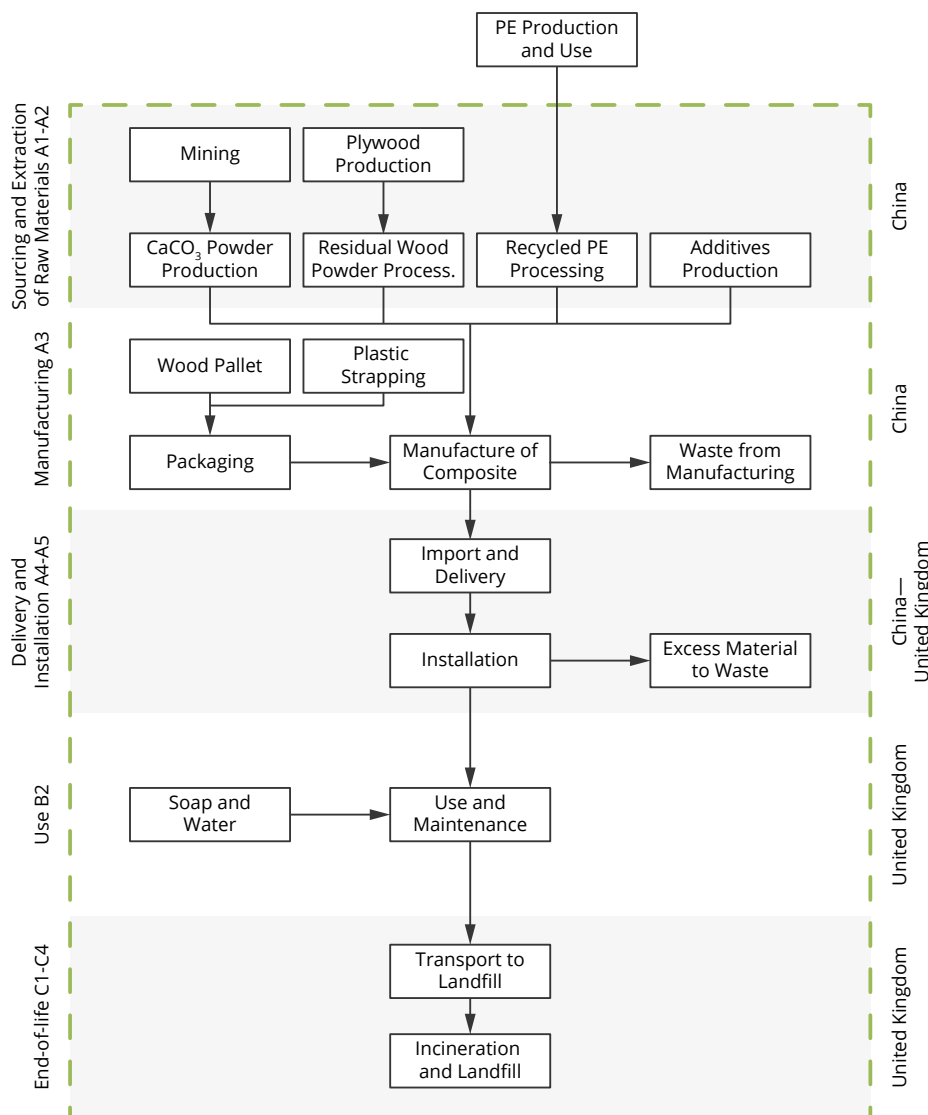 PE Production
and Use
Sourcing and Extraction
of Raw Materials A1-A2
Mining
Plywood
Production
China
CaCO₃ Powder
Production
Residual Wood
Powder Process.
Recycled PE
Processing
Additives
Production
Manufacturing A3
Wood Pallet
Plastic
Strapping
China
Packaging
Manufacture of
Composite
Waste from
Manufacturing
Delivery and
Installation A4-A5
Import and
Delivery
China—
United Kingdom
Installation
Excess Material
to Waste
Use B2
Soap and
Water
Use and
Maintenance
United Kingdom
End-of-life C1-C4
Transport to
Landfill
United Kingdom
Incineration
and Landfill